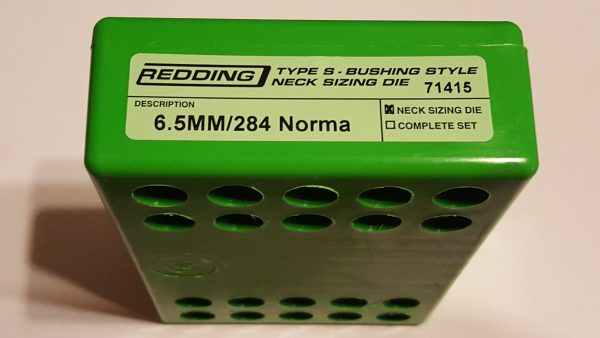 REDDING TYPE S - BUSHING STYLE
NECK SIZING DIE 71415
DESCRIPTION
6.5MM/284 Norma
NECK SIZING DIE
COMPLETE SET